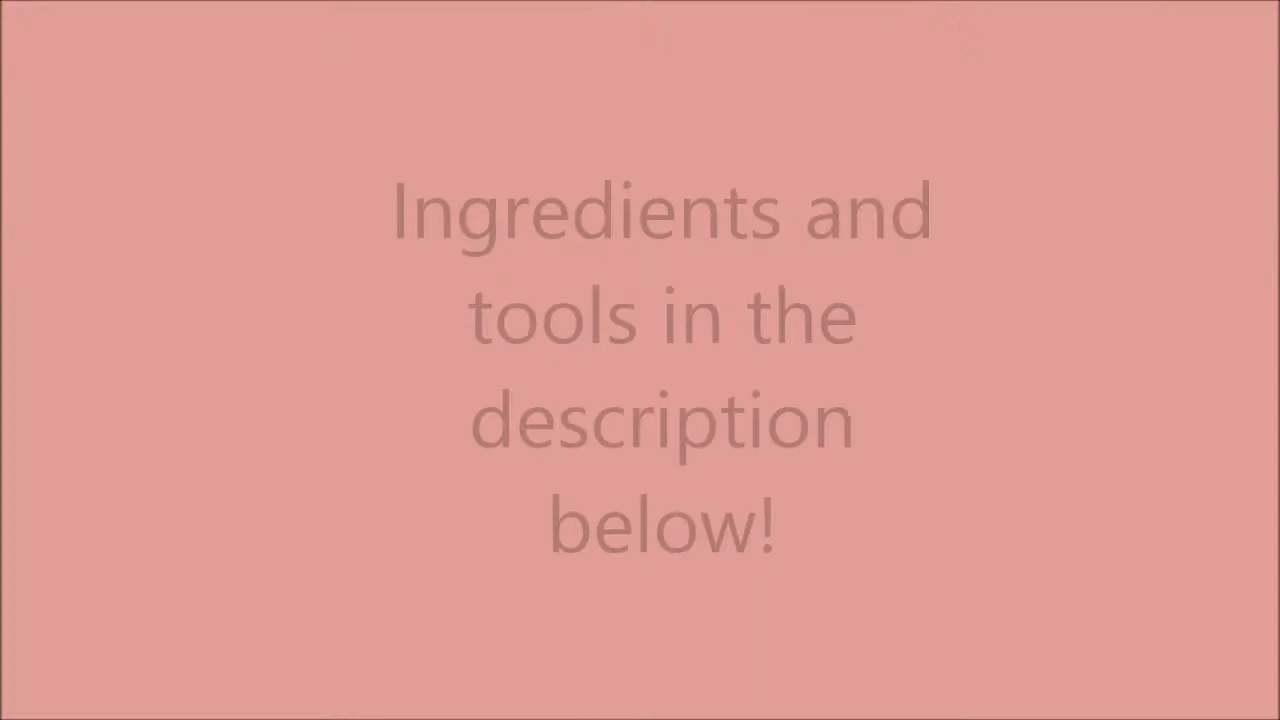 Ingredients and
tools in the
description
below!